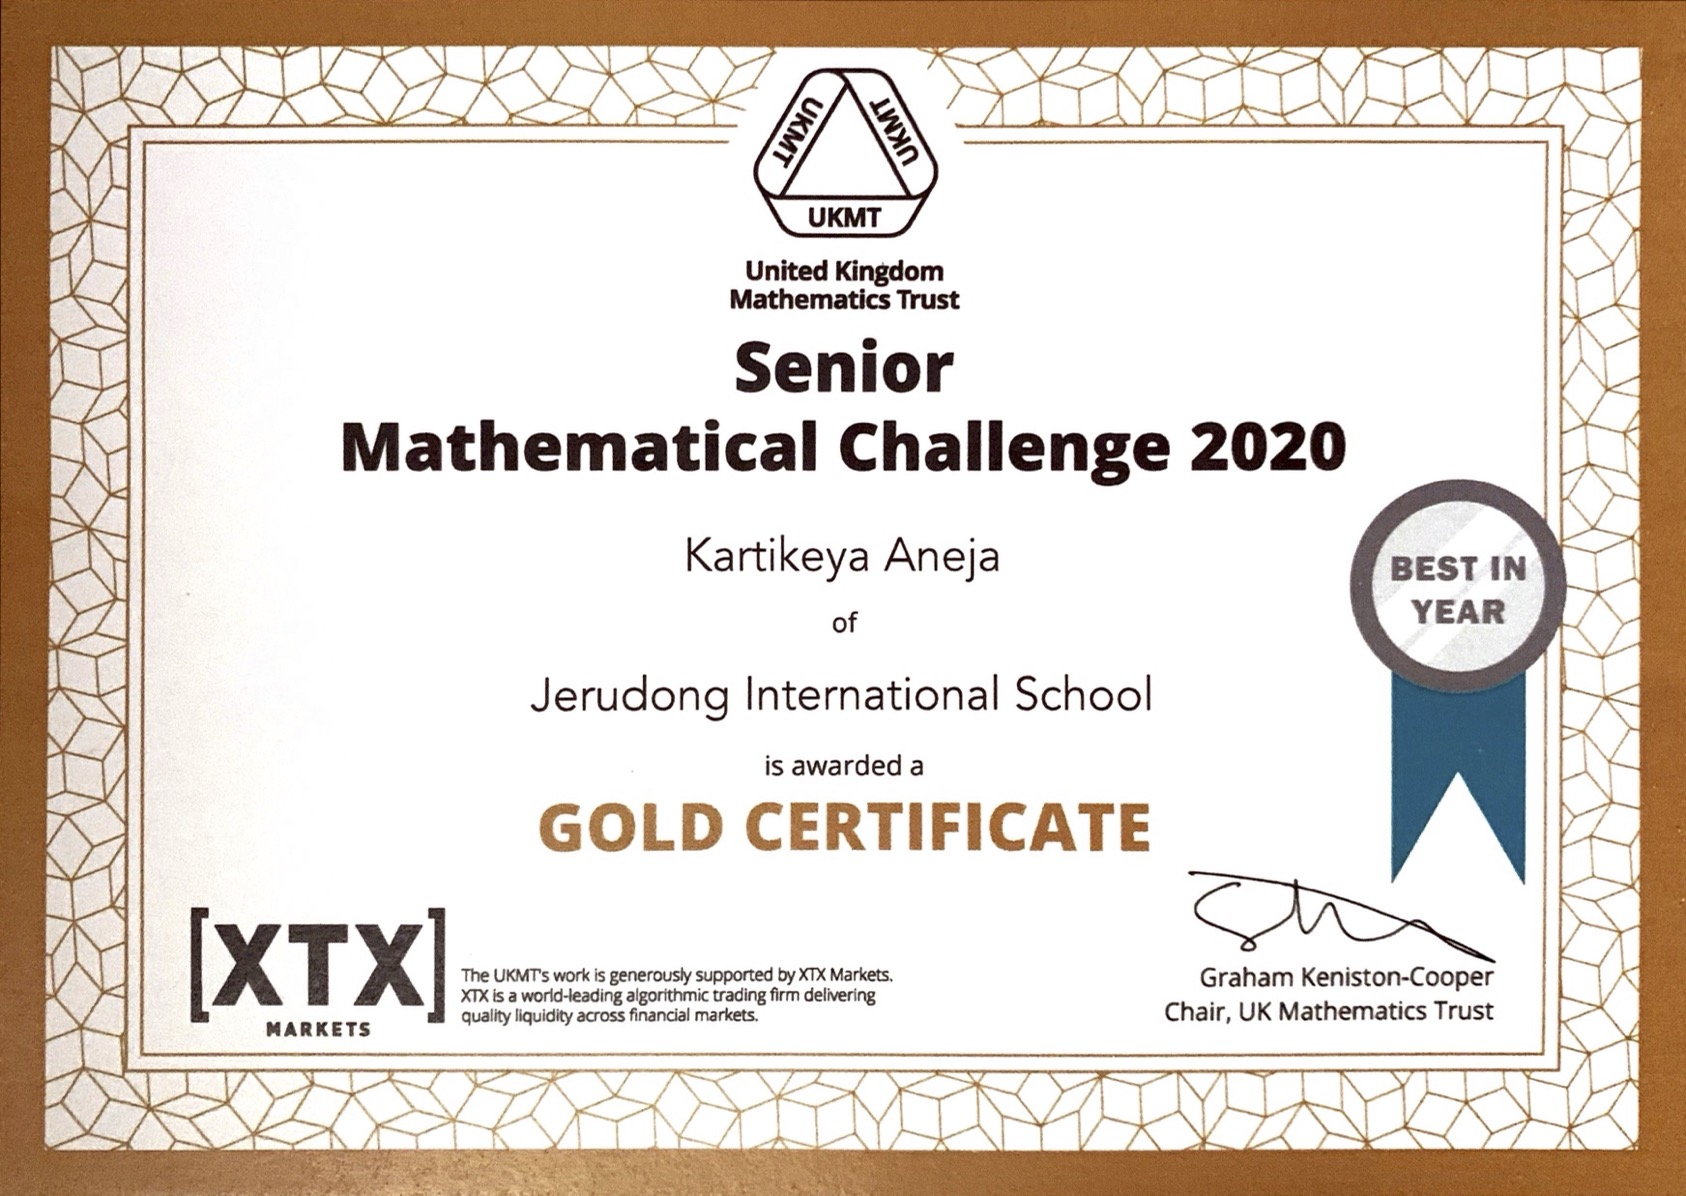 UKMT
UKMT
UKMT
United Kingdom
Mathematics Trust
Senior
Mathematical Challenge 2020
Kartikeya Aneja
of
Jerudong International School
is awarded a
GOLD CERTIFICATE
BEST IN
YEAR
[XTX]
MARKETS
The UKMT's work is generously supported by XTX Markets.
XTX is a world-leading algorithmic trading firm delivering
quality liquidity across financial markets.
Graham Keniston-Cooper
Chair, UK Mathematics Trust